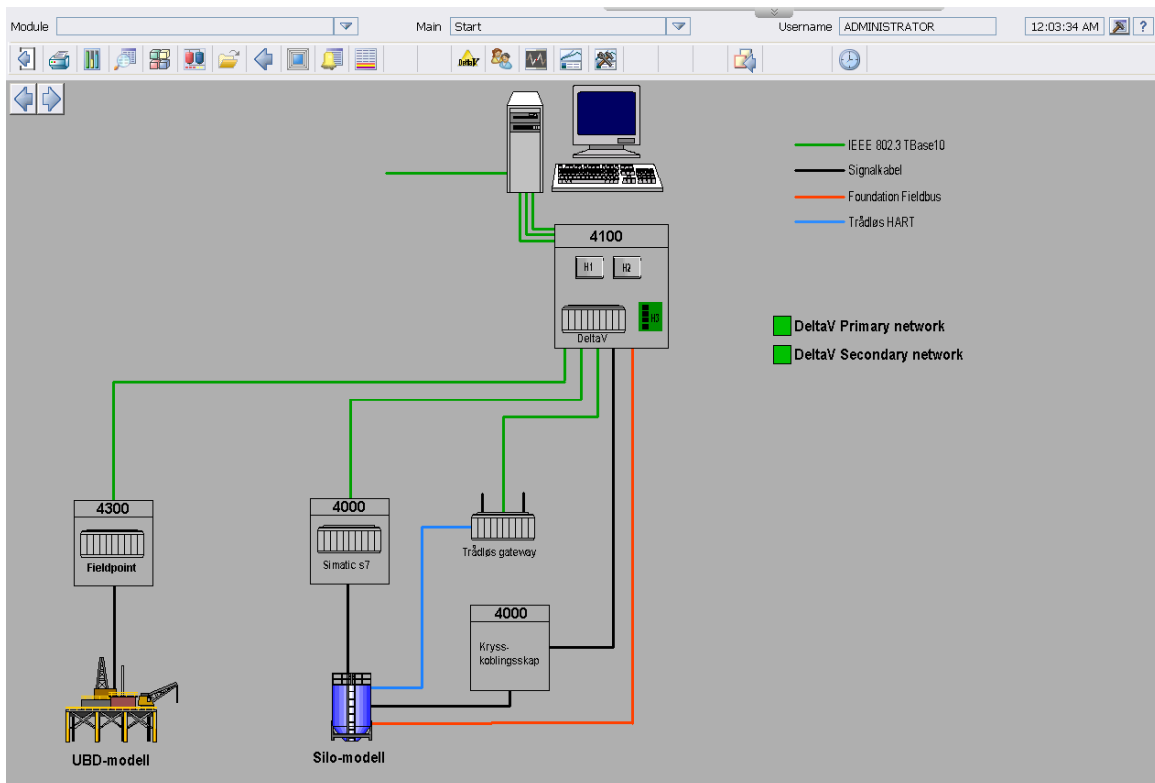 Module Main Start Username ADMINISTRATOR 12:03:34 AM ?
DeltaV
IEEE 802.3 TBase10
Signalkabel
Foundation Fieldbus
Trådløs HART
4100
H1 H2
H3
DeltaV
DeltaV Primary network
DeltaV Secondary network
4300
Fieldpoint
4000
Simatic s7
Trådløs gateway
4000
Kryss-
koblingsskap
UBD-modell
Silo-modell